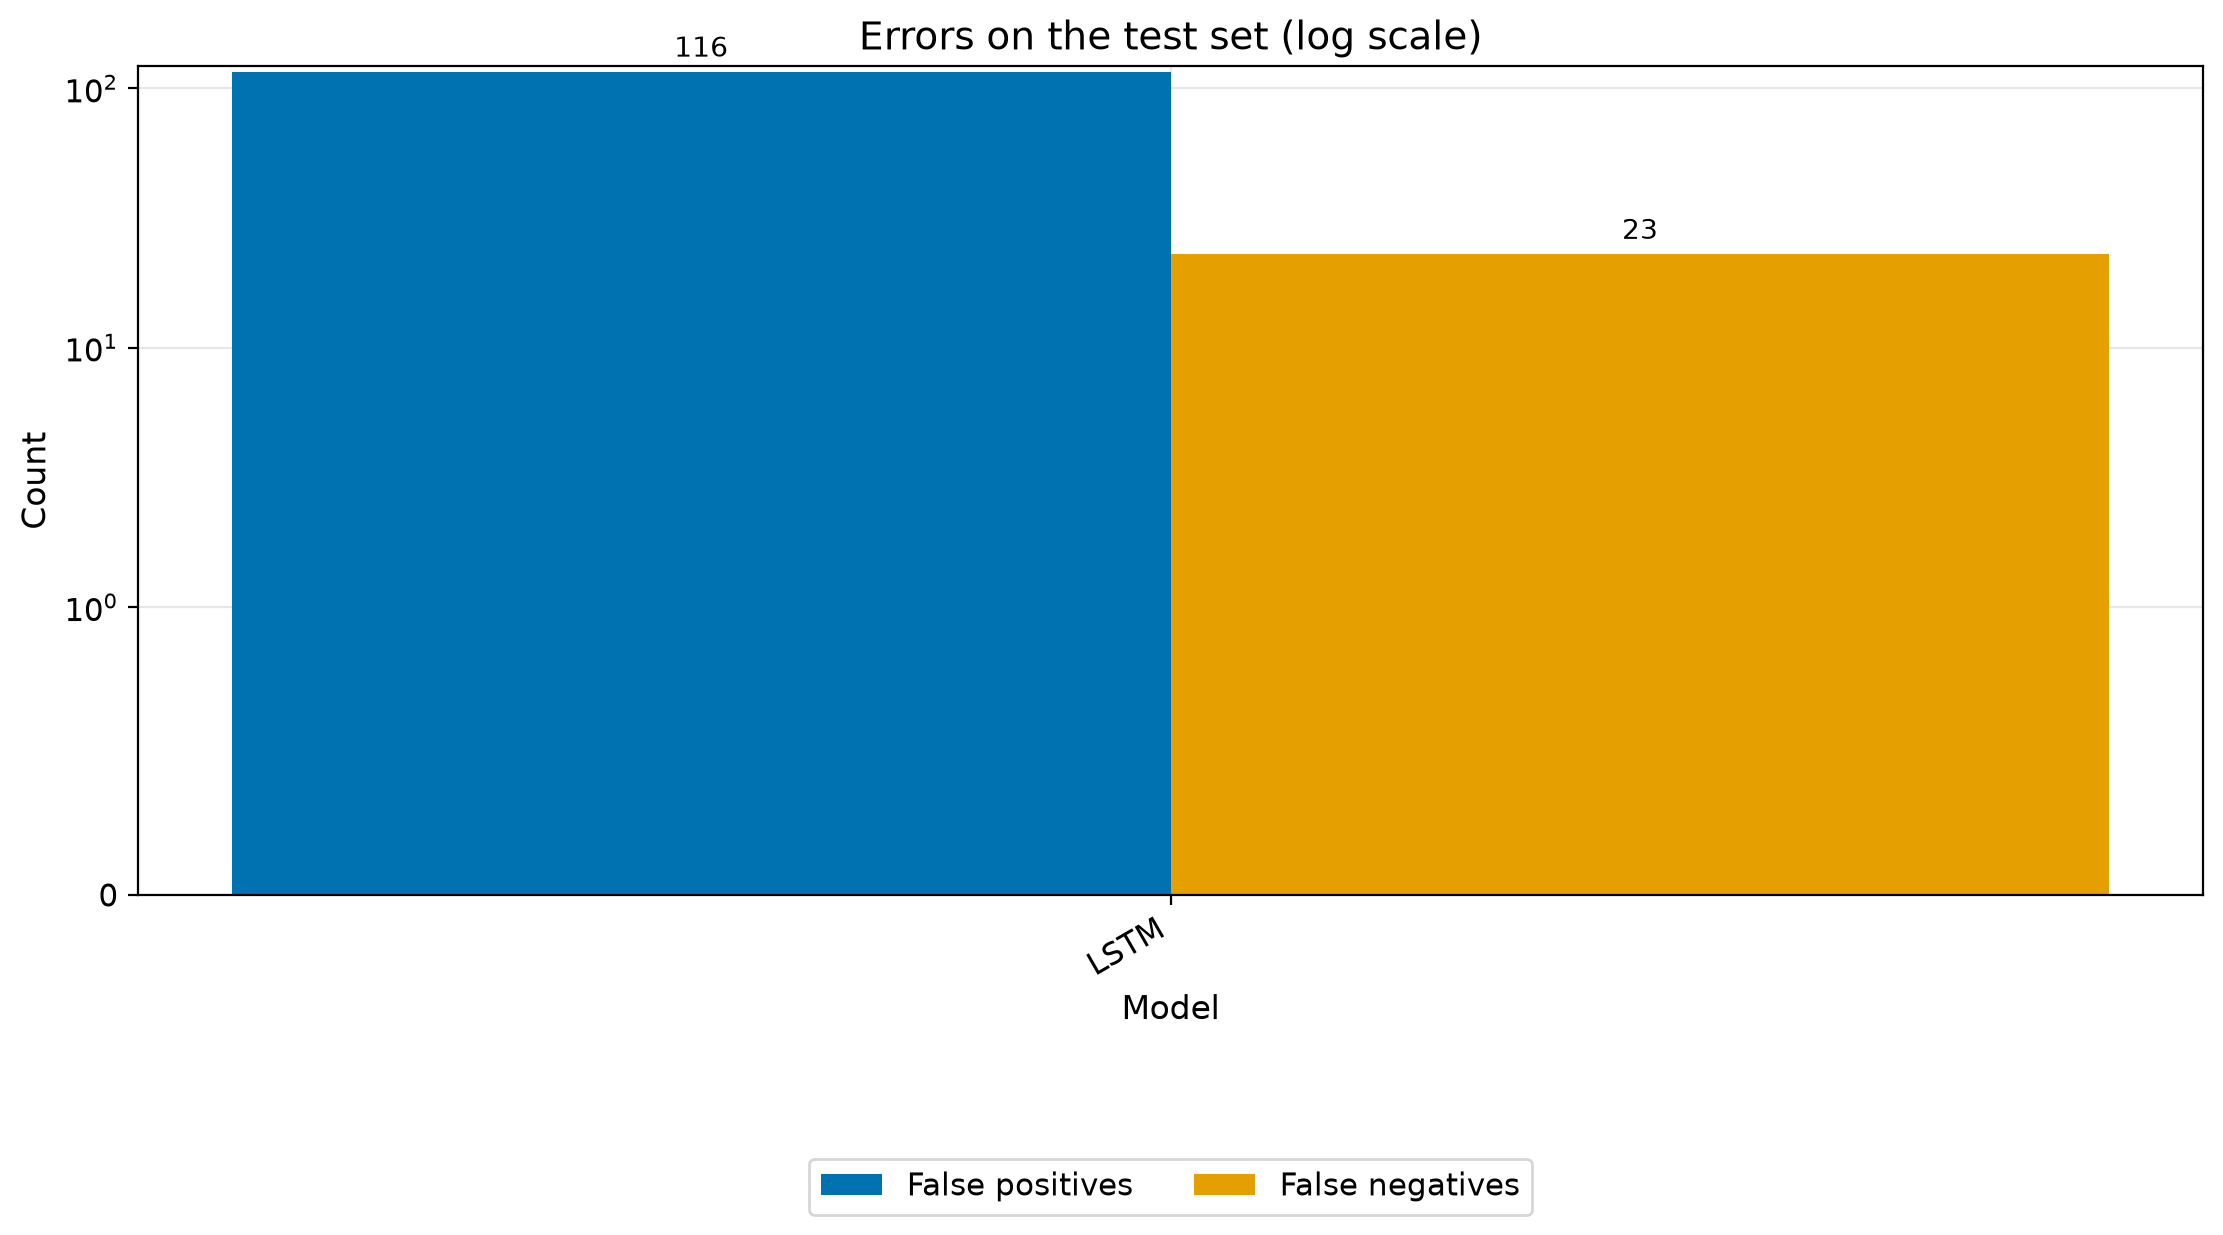 Errors on the test set (log scale)
116
23
10²
10¹
10⁰
0
Count
LSTM
Model
False positives
False negatives